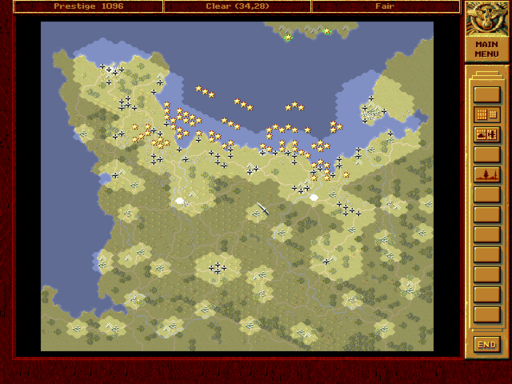 Prestige 1096
Clear (34,28)
Fair
MAIN
MENU
END